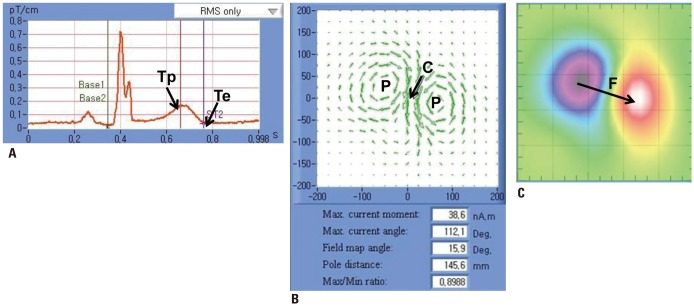 pT/cm
RMS only
0.8
0.7
0.6
0.5
0.4
0.3
0.2
0.1
0
Base1
Base2
Tp
Te
ST2
0 0.2 0.4 0.6 0.8 0,998 s
A
200
150
100
50
0
-50
-100
-150
-200
P
C
P
-200 -100 0 100 200
Max. current moment: 38,6 nA,m
Max. current angle: 112,1 Deg,
Field map angle: 15,9 Deg,
Pole distance: 145,6 mm
Max/Min ratio: 0,8988
B
F
C